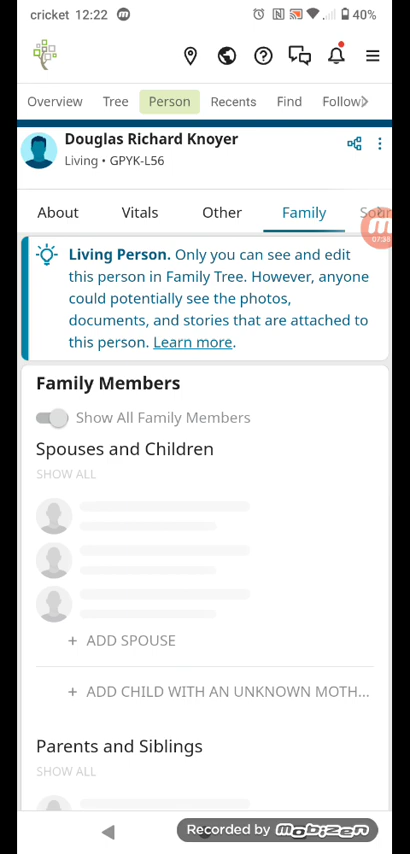 cricket 12:22
40%
Overview Tree Person Recents Find Follow
Douglas Richard Knoyer
Living • GPYK-L56
About Vitals Other Family
07:38
Living Person. Only you can see and edit
this person in Family Tree. However, anyone
could potentially see the photos,
documents, and stories that are attached to
this person. Learn more.
Family Members
Show All Family Members
Spouses and Children
SHOW ALL
+ ADD SPOUSE
+ ADD CHILD WITH AN UNKNOWN MOTH...
Parents and Siblings
SHOW ALL
Recorded by mobizen